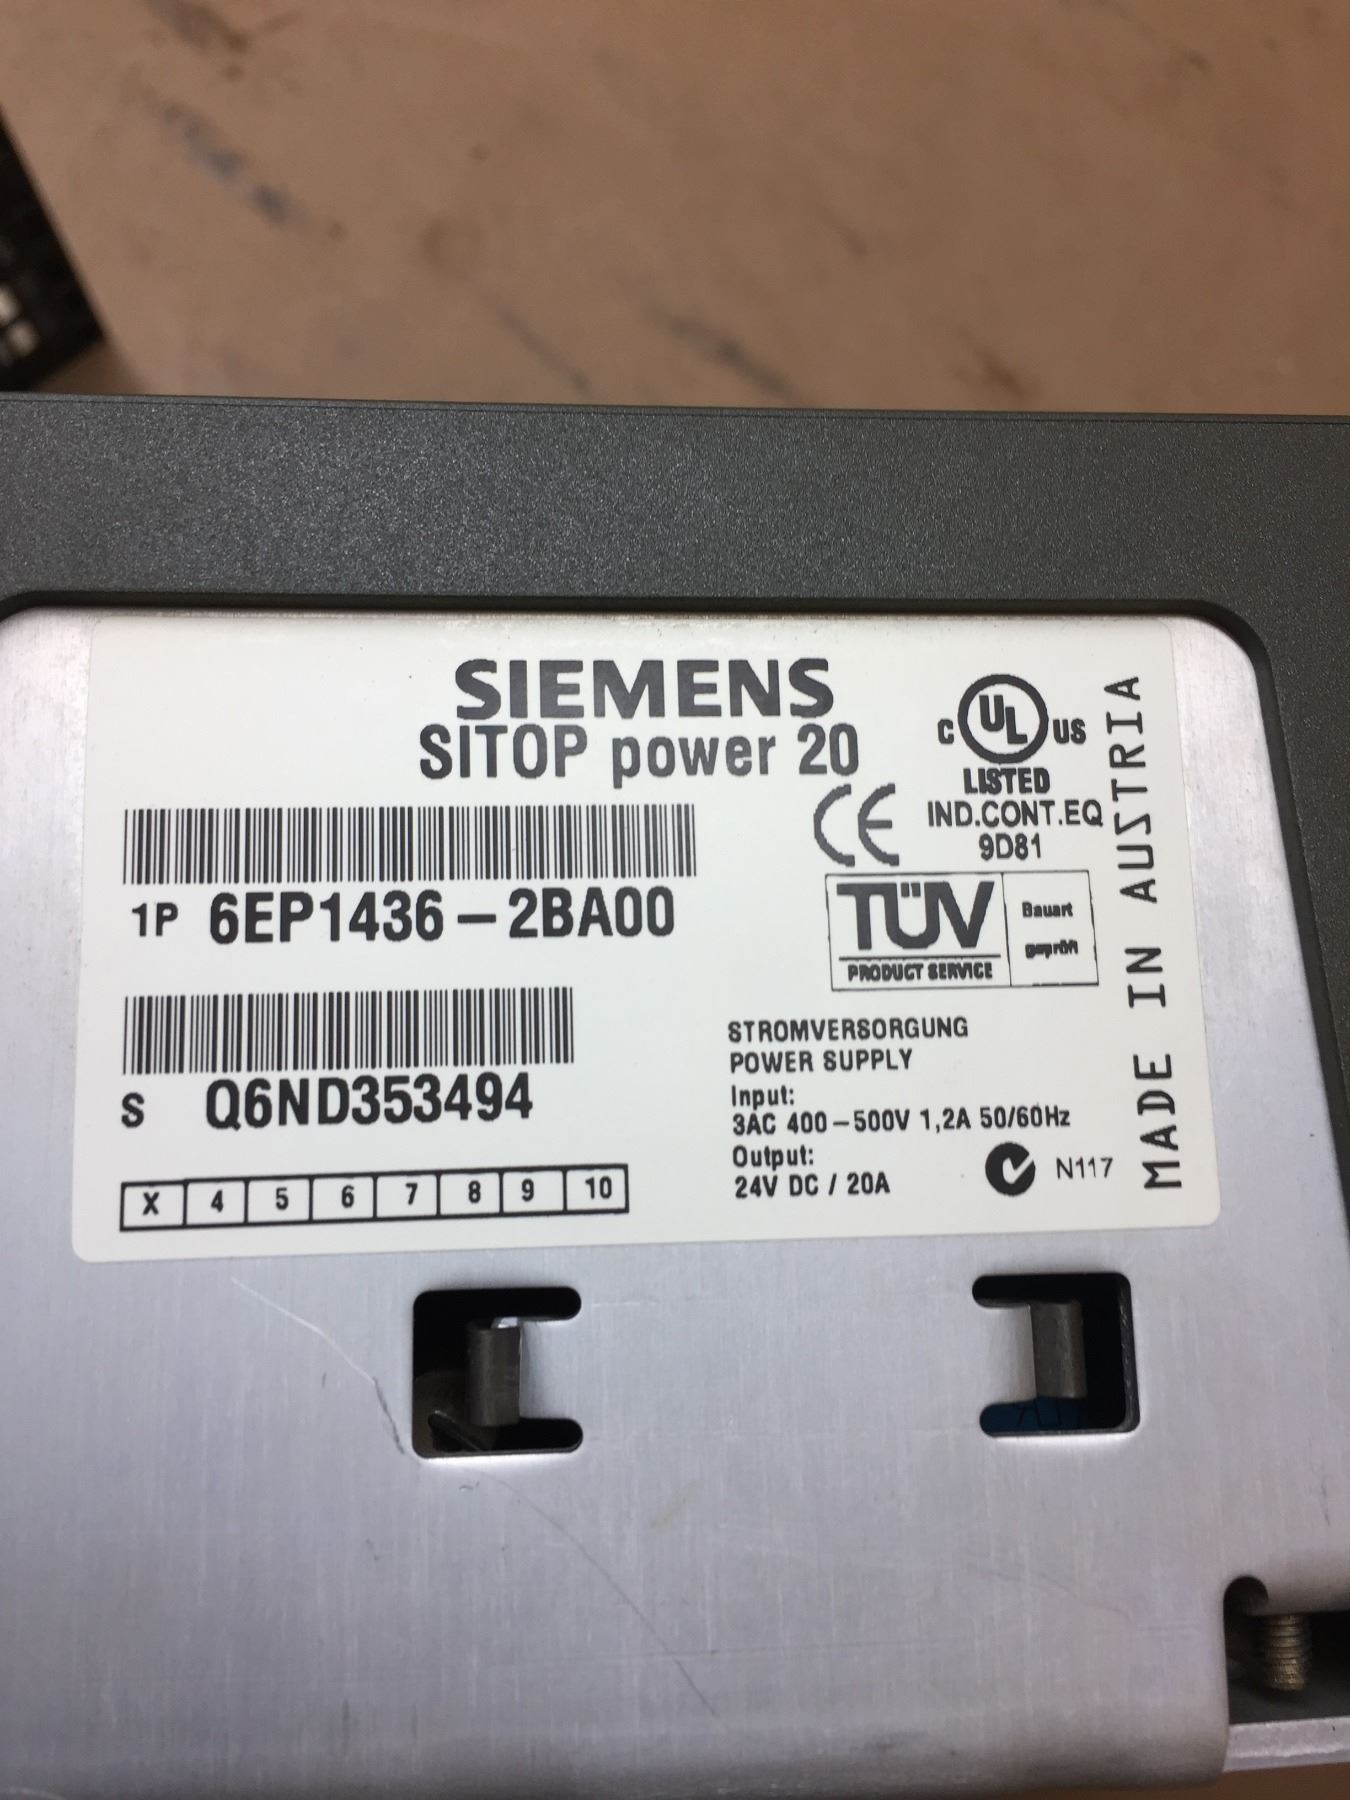 SIEMENS
SITOP power 20
C UL US
LISTED
IND.CONT.EQ
9D81
CE
1P 6EP1436-2BA00
TÜV
PRODUCT SERVICE
Bauart
geprüft
S Q6ND353494
STROMVERSORGUNG
POWER SUPPLY
Input:
3AC 400-500V 1,2A 50/60Hz
Output:
24V DC / 20A
N117
X 4 5 6 7 8 9 10
MADE IN AUSTRIA